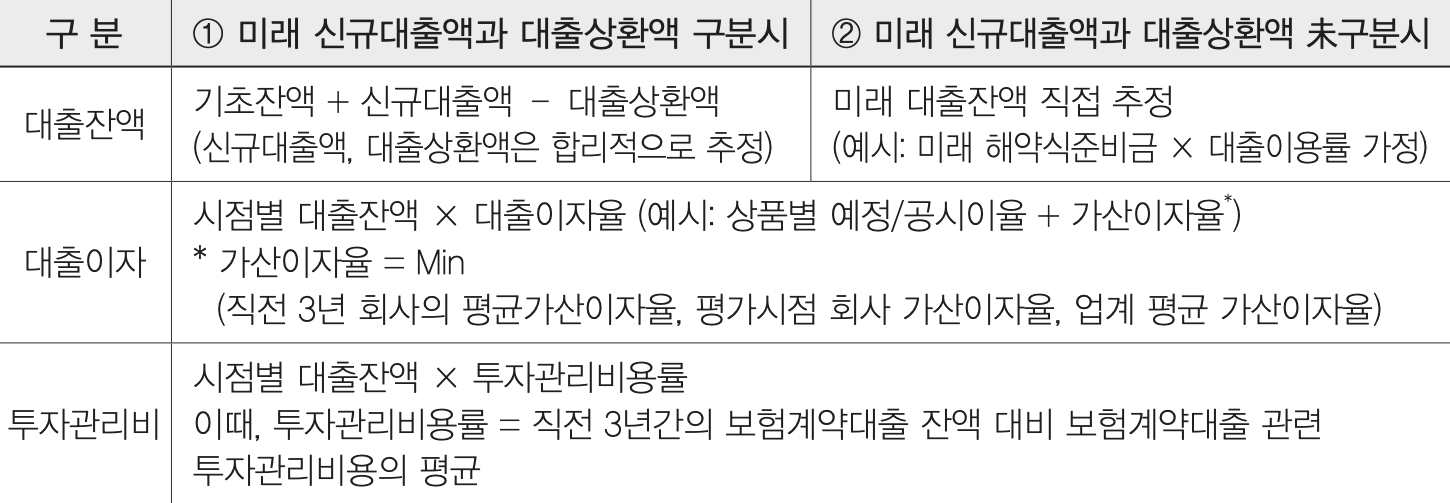 구 분
① 미래 신규대출액과 대출상환액 구분시
② 미래 신규대출액과 대출상환액 未구분시
대출잔액
기초잔액 + 신규대출액 - 대출상환액
(신규대출액, 대출상환액은 합리적으로 추정)
미래 대출잔액 직접 추정
(예시: 미래 해약식준비금 × 대출이용률 가정)
대출이자
시점별 대출잔액 × 대출이자율 (예시: 상품별 예정/공시이율 + 가산이자율*)
* 가산이자율 = Min
(직전 3년 회사의 평균가산이자율, 평가시점 회사 가산이자율, 업계 평균 가산이자율)
투자관리비
시점별 대출잔액 × 투자관리비용률
이때, 투자관리비용률 = 직전 3년간의 보험계약대출 잔액 대비 보험계약대출 관련
투자관리비용의 평균